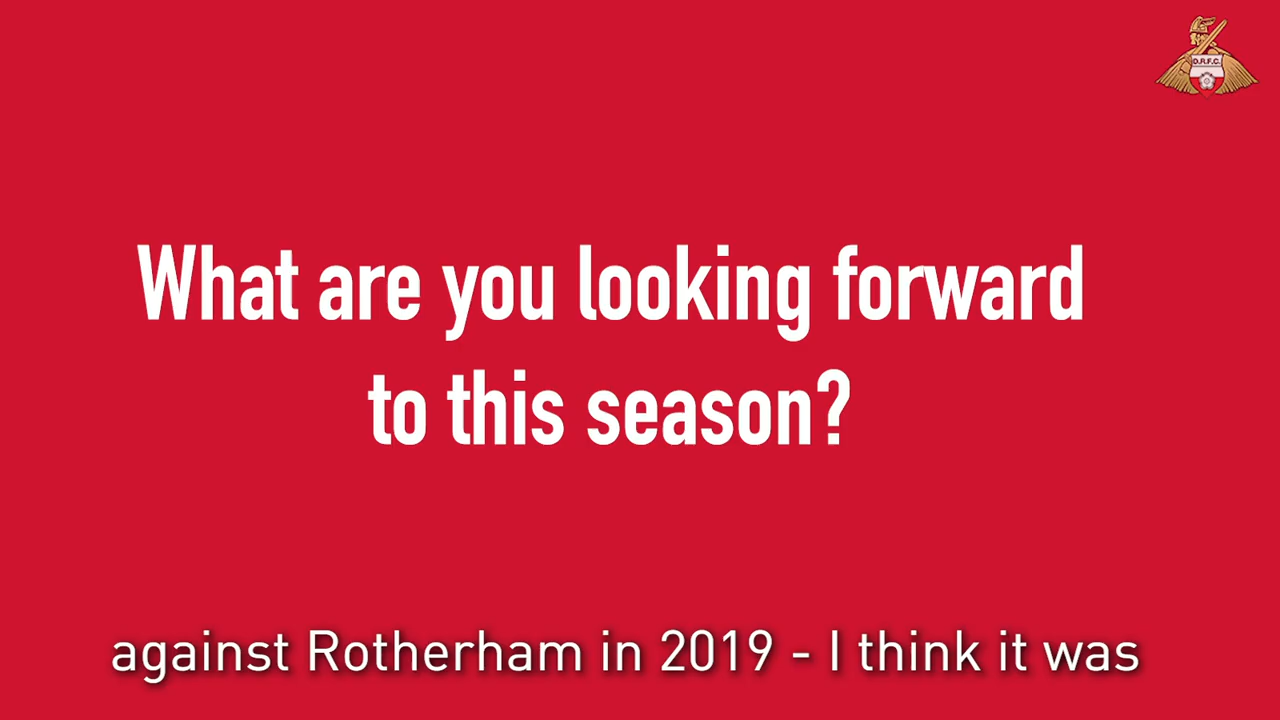 D.R.F.C.
What are you looking forward
to this season?
against Rotherham in 2019 - I think it was